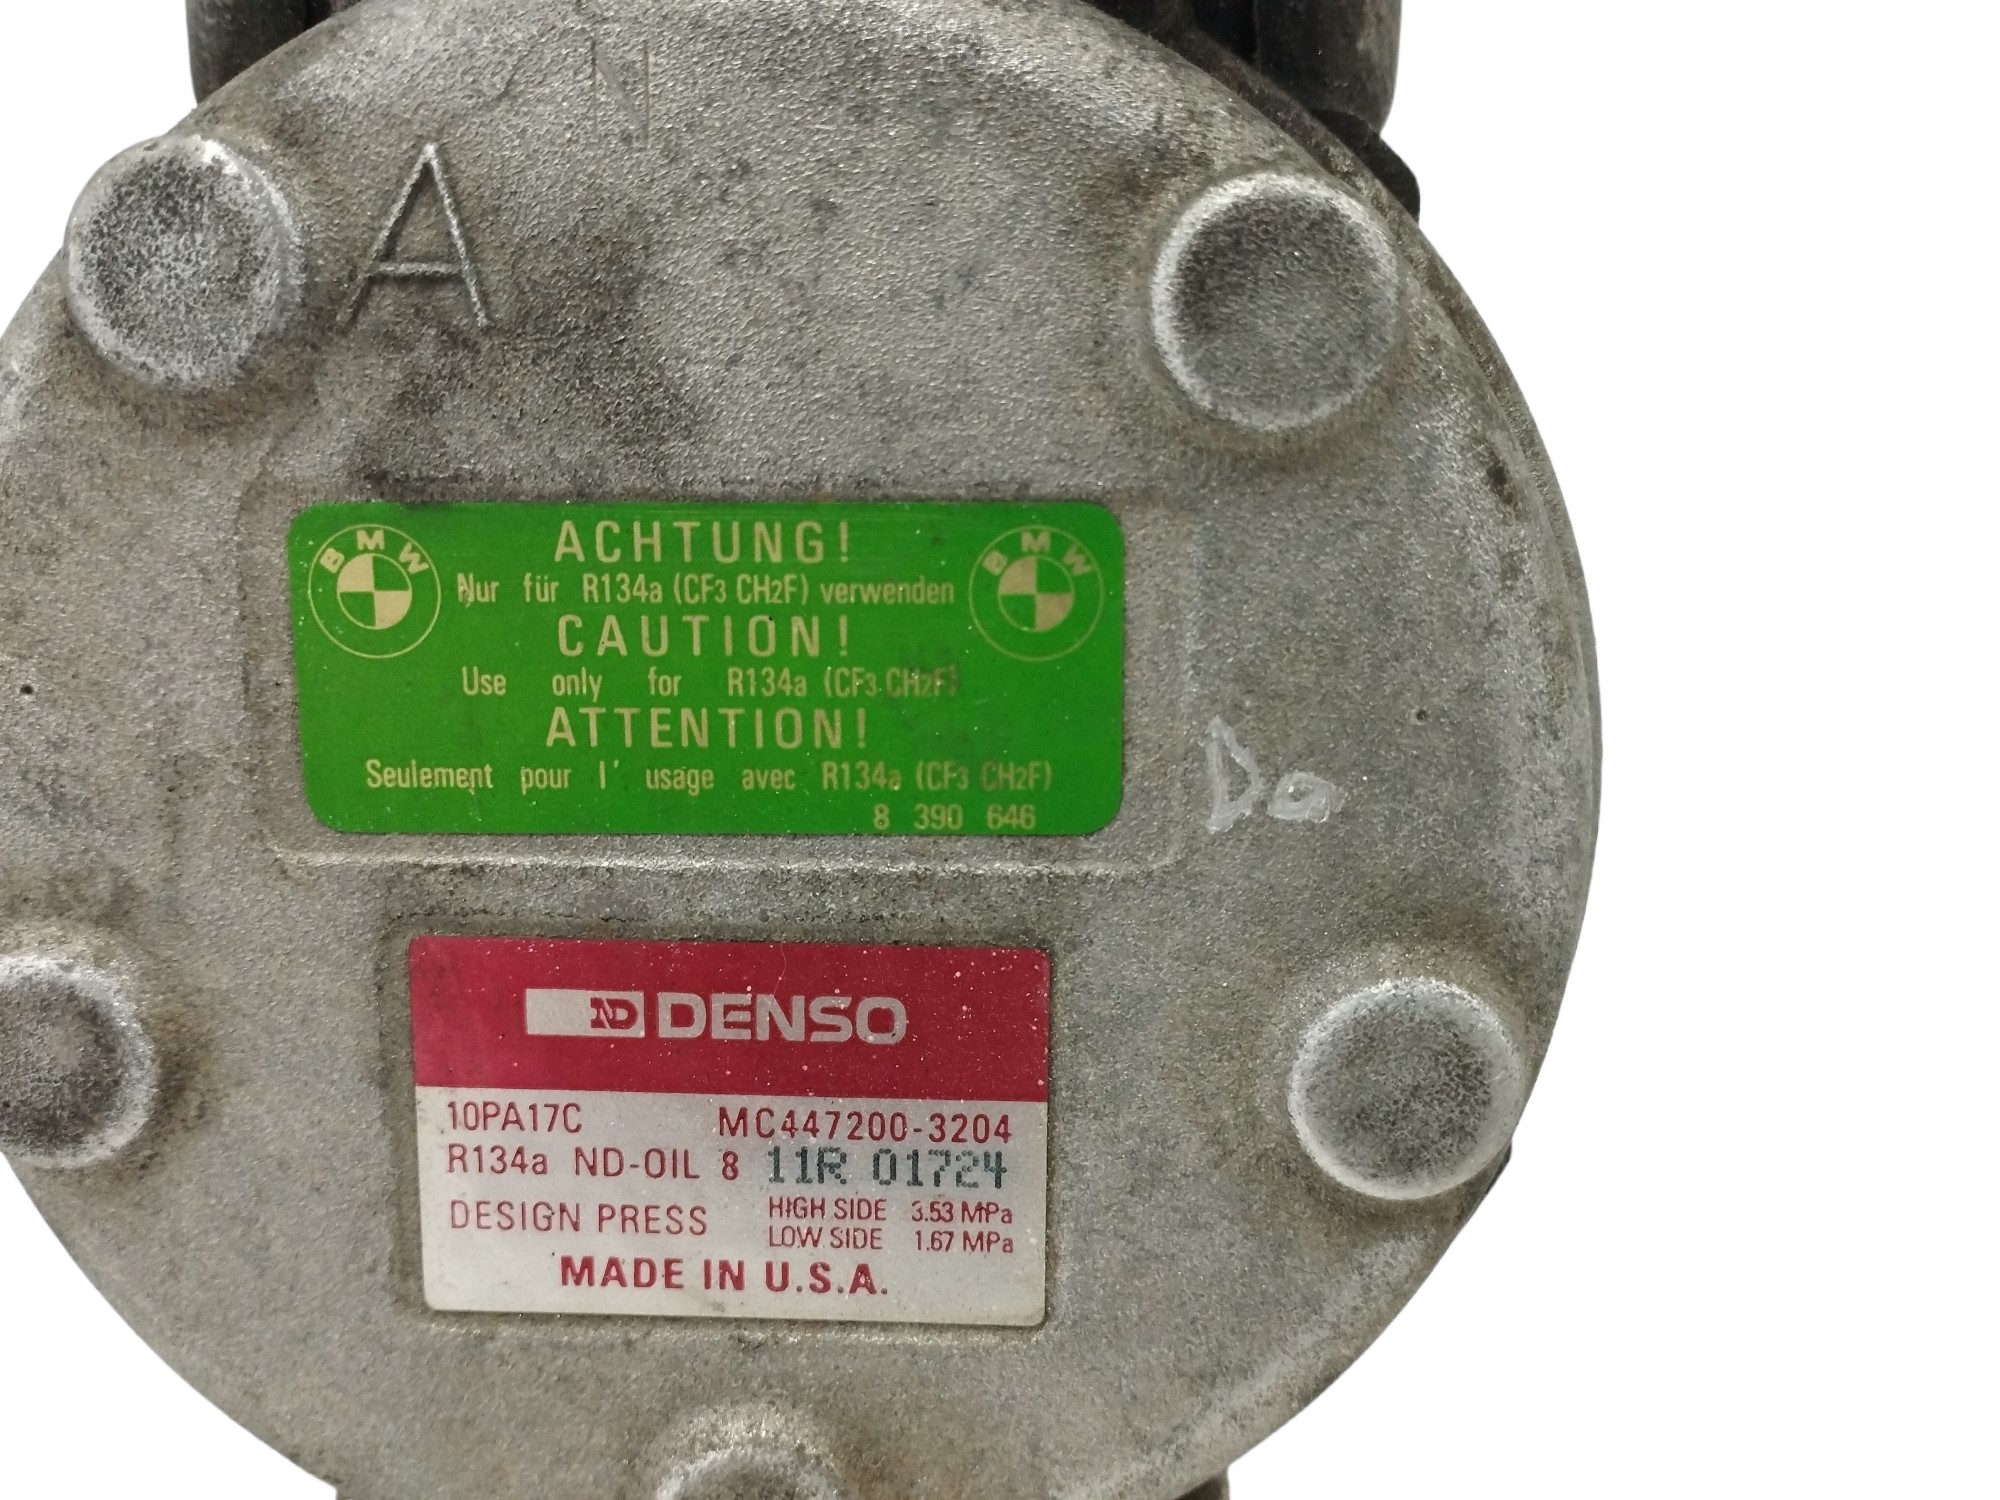 A
BMW
ACHTUNG!
BMW
Nur für R134a (CF3 CH2F) verwenden
CAUTION!
Use only for R134a (CF3 CH2F)
ATTENTION!
Seulement pour l' usage avec R134a (CF3 CH2F)
8 390 646
Da
ND DENSO
10PA17C MC447200-3204
R134a ND-OIL 8 11R 01724
DESIGN PRESS HIGH SIDE 3.53 MPa
LOW SIDE 1.67 MPa
MADE IN U.S.A.